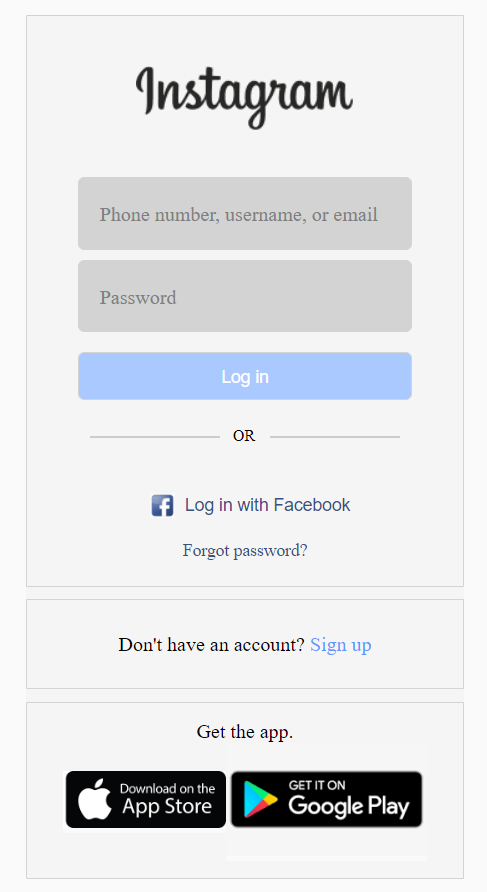 Instagram
Phone number, username, or email
Password
Log in
OR
Log in with Facebook
Forgot password?
Don't have an account? Sign up
Get the app.
Download on the
App Store
GET IT ON
Google Play